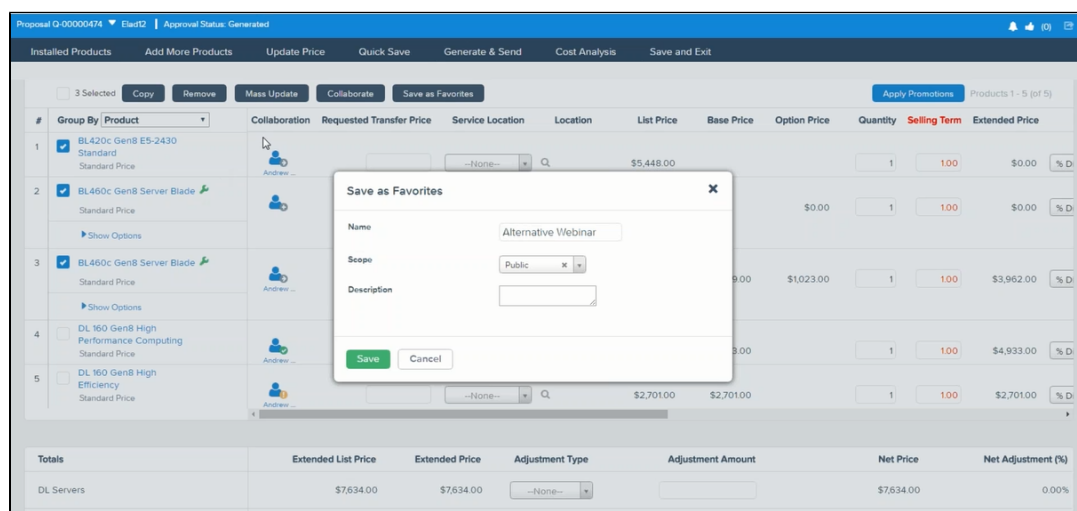 Proposal Q-00000474 Elad12 | Approval Status: Generated (0)
Installed Products Add More Products Update Price Quick Save Generate & Send Cost Analysis Save and Exit
3 Selected Copy Remove Mass Update Collaborate Save as Favorites Apply Promotions Products 1 - 5 (of 5)
# Group By Product Collaboration Requested Transfer Price Service Location Location List Price Base Price Option Price Quantity Selling Term Extended Price
1 BL420c Gen8 E5-2430
Standard
Standard Price
Andrew ... --None-- $5,448.00 1 1.00 $0.00 % D
2 BL460c Gen8 Server Blade
Standard Price
$0.00 1 1.00 $0.00 % D
Show Options
3 BL460c Gen8 Server Blade
Standard Price
Andrew ... 9.00 $1,023.00 1 1.00 $3,962.00 % D
Show Options
4 DL 160 Gen8 High
Performance Computing
Standard Price
Andrew ... 3.00 1 1.00 $4,933.00 % D
5 DL 160 Gen8 High
Efficiency
Standard Price
Andrew ... --None-- $2,701.00 $2,701.00 1 1.00 $2,701.00 % D
Save as Favorites
Name Alternative Webinar
Scope Public
Description
Save Cancel
Totals Extended List Price Extended Price Adjustment Type Adjustment Amount Net Price Net Adjustment (%)
DL Servers $7,634.00 $7,634.00 --None-- $7,634.00 0.00%